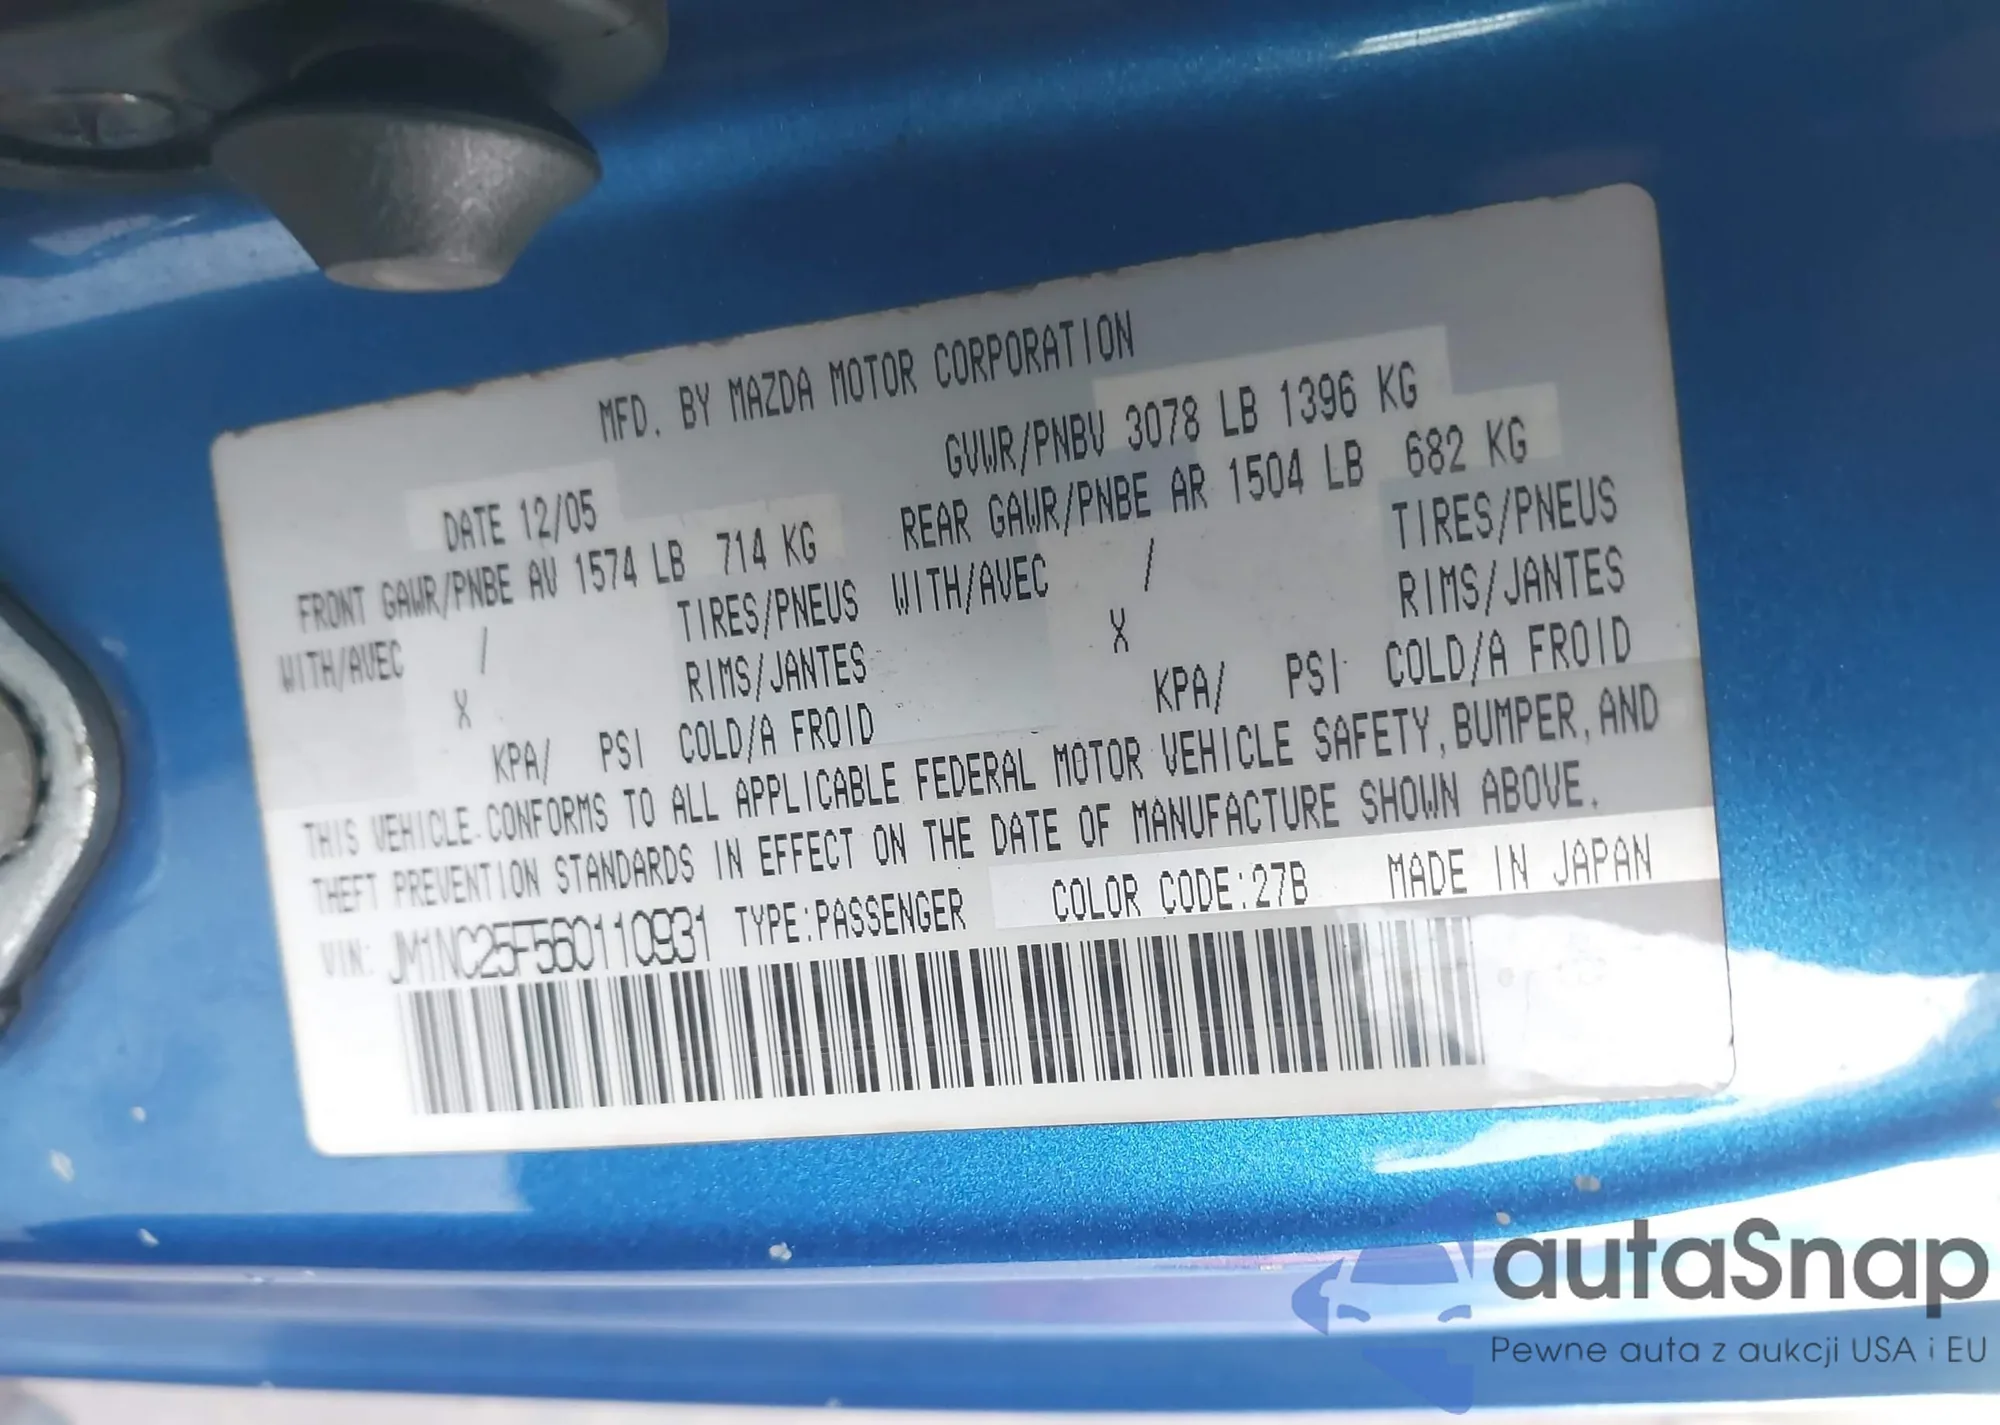 MFD. BY MAZDA MOTOR CORPORATION
DATE 12/05
GVWR/PNBV 3078 LB 1396 KG
FRONT GAWR/PNBE AV 1574 LB 714 KG
REAR GAWR/PNBE AR 1504 LB 682 KG
WITH/AVEC / TIRES/PNEUS
WITH/AVEC / TIRES/PNEUS
X RIMS/JANTES
X RIMS/JANTES
KPA/ PSI COLD/A FROID
KPA/ PSI COLD/A FROID
THIS VEHICLE CONFORMS TO ALL APPLICABLE FEDERAL MOTOR VEHICLE SAFETY, BUMPER, AND
THEFT PREVENTION STANDARDS IN EFFECT ON THE DATE OF MANUFACTURE SHOWN ABOVE.
VIN: JM1NC25F560110931 TYPE:PASSENGER COLOR CODE:27B MADE IN JAPAN
autaSnap
Pewne auta z aukcji USA i EU